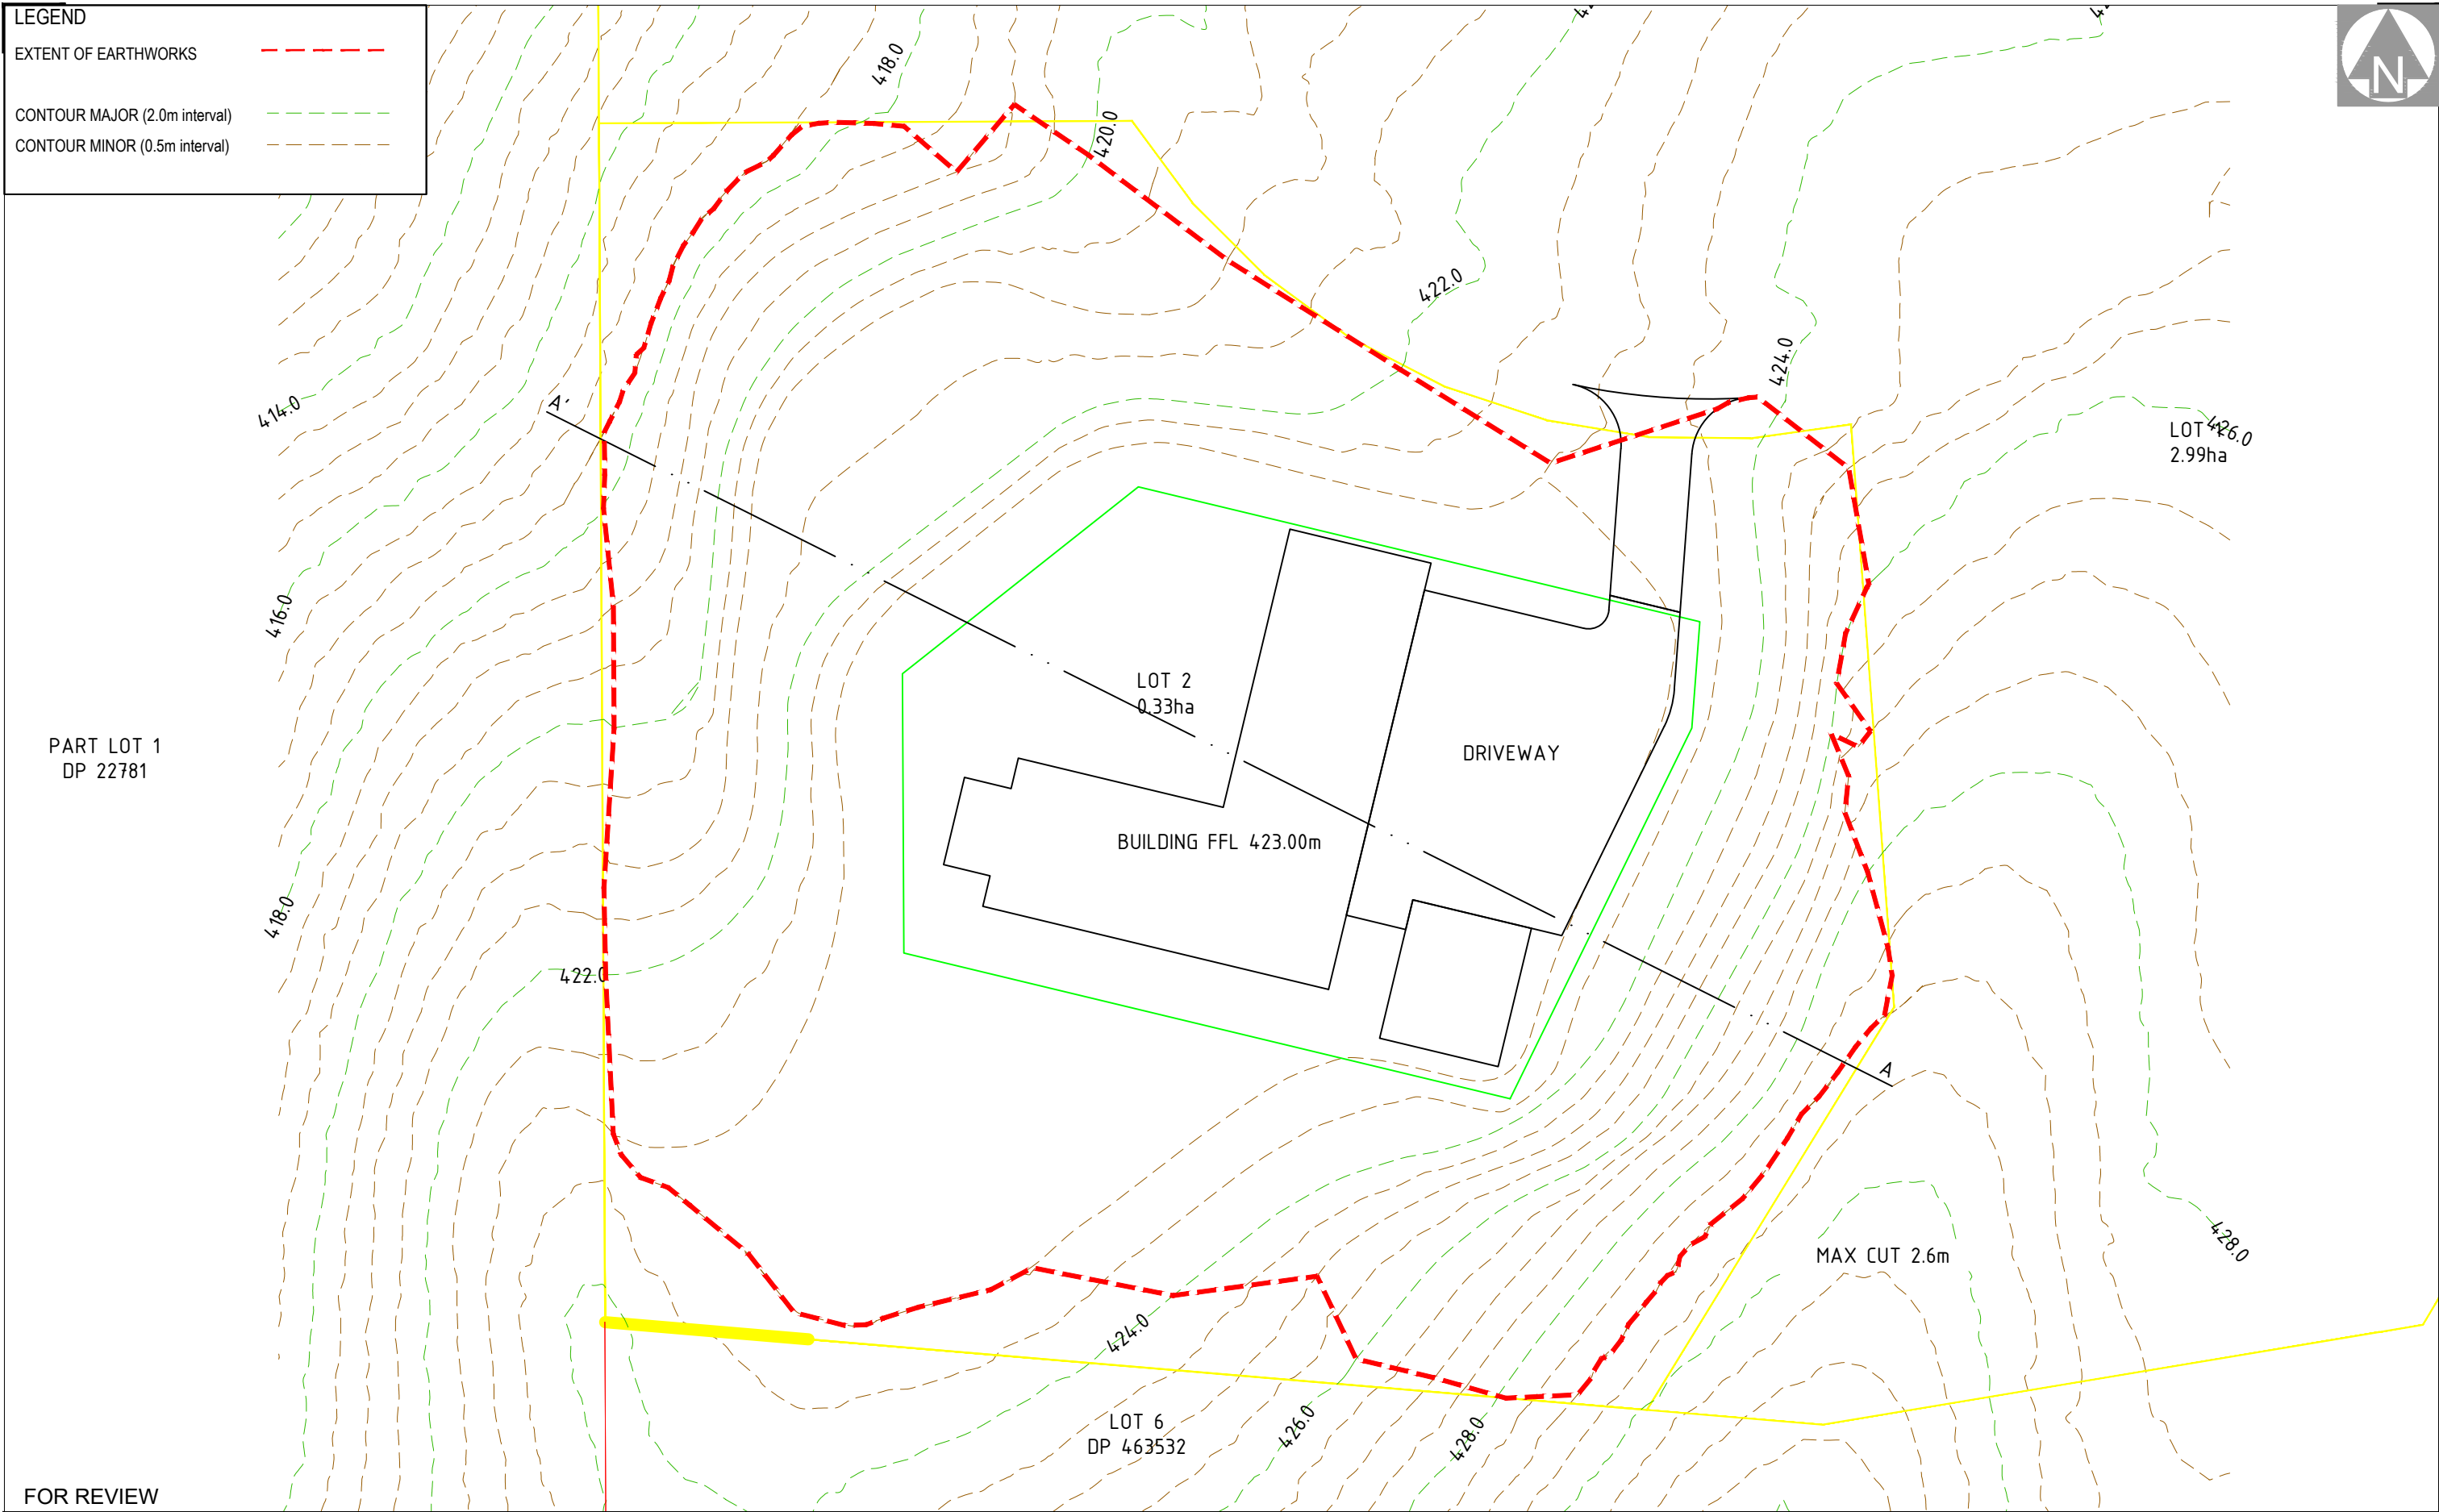 LEGEND
EXTENT OF EARTHWORKS
CONTOUR MAJOR (2.0m interval)
CONTOUR MINOR (0.5m interval)
N
418.0
420.0
422.0
424.0
414.0
A'
LOT
426.0
2.99ha
416.0
LOT 2
0.33ha
PART LOT 1
DP 22781
DRIVEWAY
BUILDING FFL 423.00m
418.0
422.0
A
MAX CUT 2.6m
428.0
424.0
LOT 6
DP 463532
426.0
428.0
FOR REVIEW